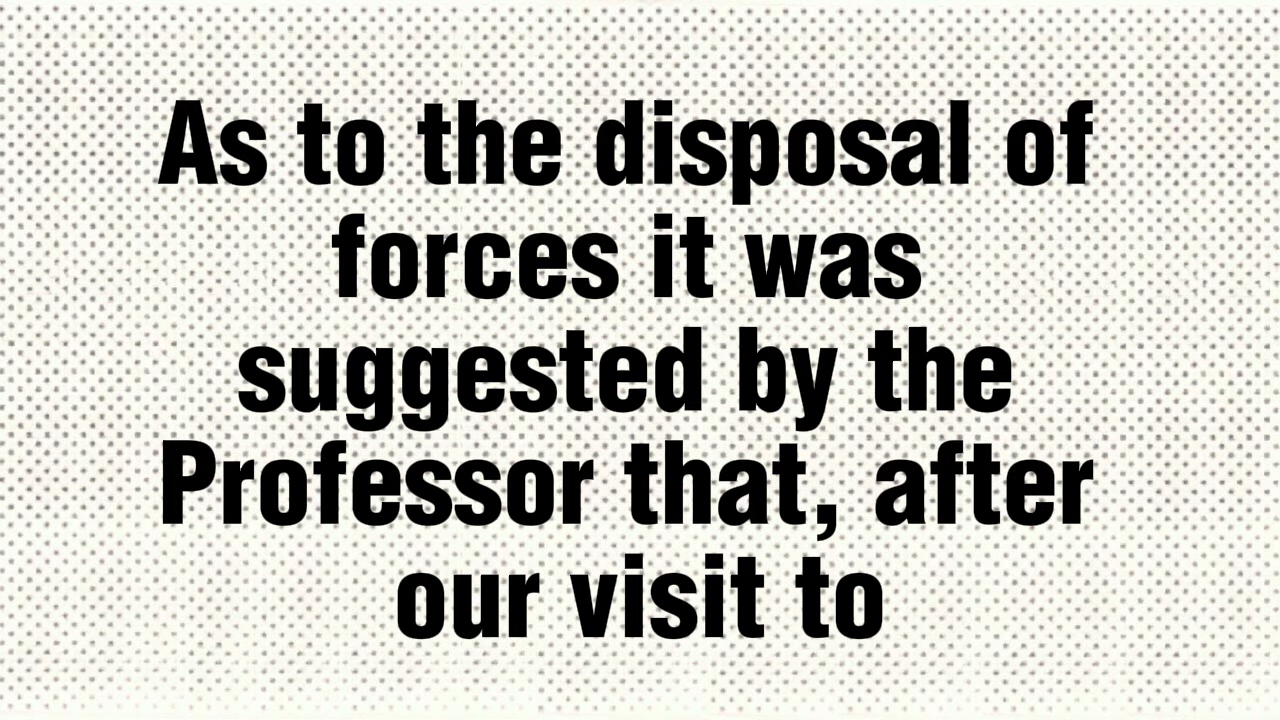 As to the disposal of
forces it was
suggested by the
Professor that, after
our visit to